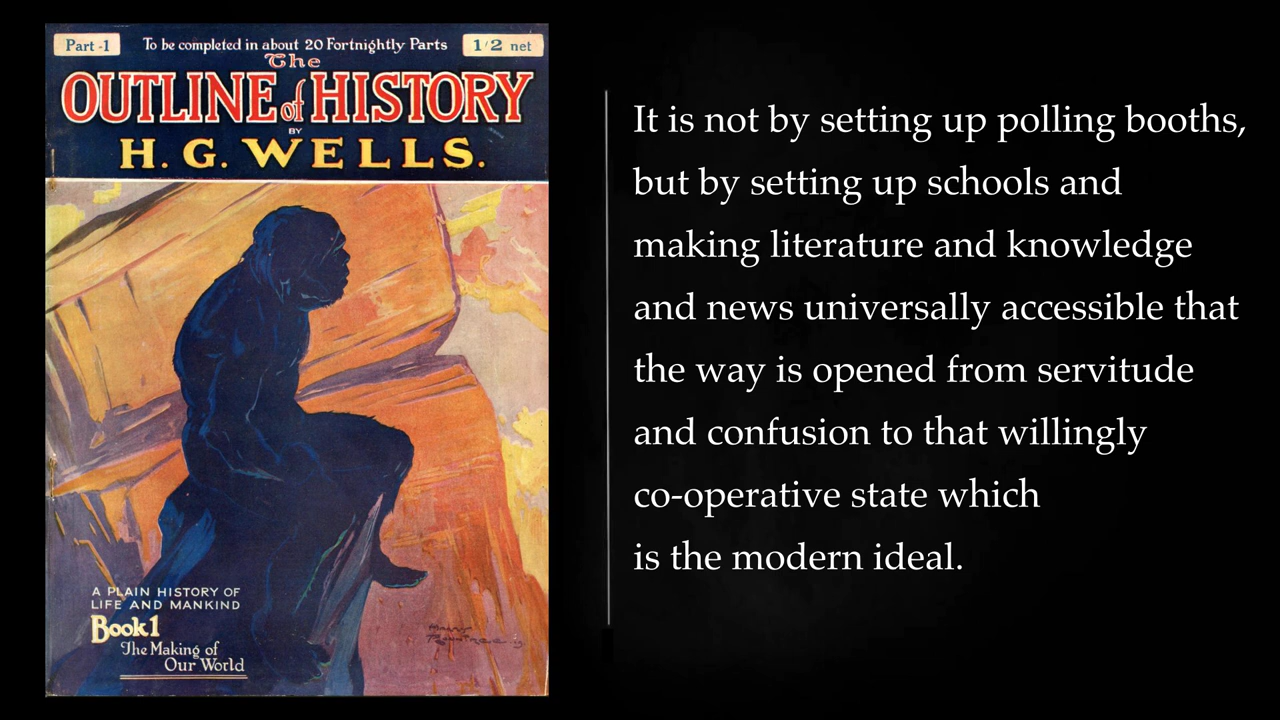 Part -1
To be completed in about 20 Fortnightly Parts
1/2 net
The
OUTLINE of HISTORY
BY
H. G. WELLS.
A PLAIN HISTORY OF
LIFE AND MANKIND
Book 1
The Making of
Our World
It is not by setting up polling booths,
but by setting up schools and
making literature and knowledge
and news universally accessible that
the way is opened from servitude
and confusion to that willingly
co-operative state which
is the modern ideal.